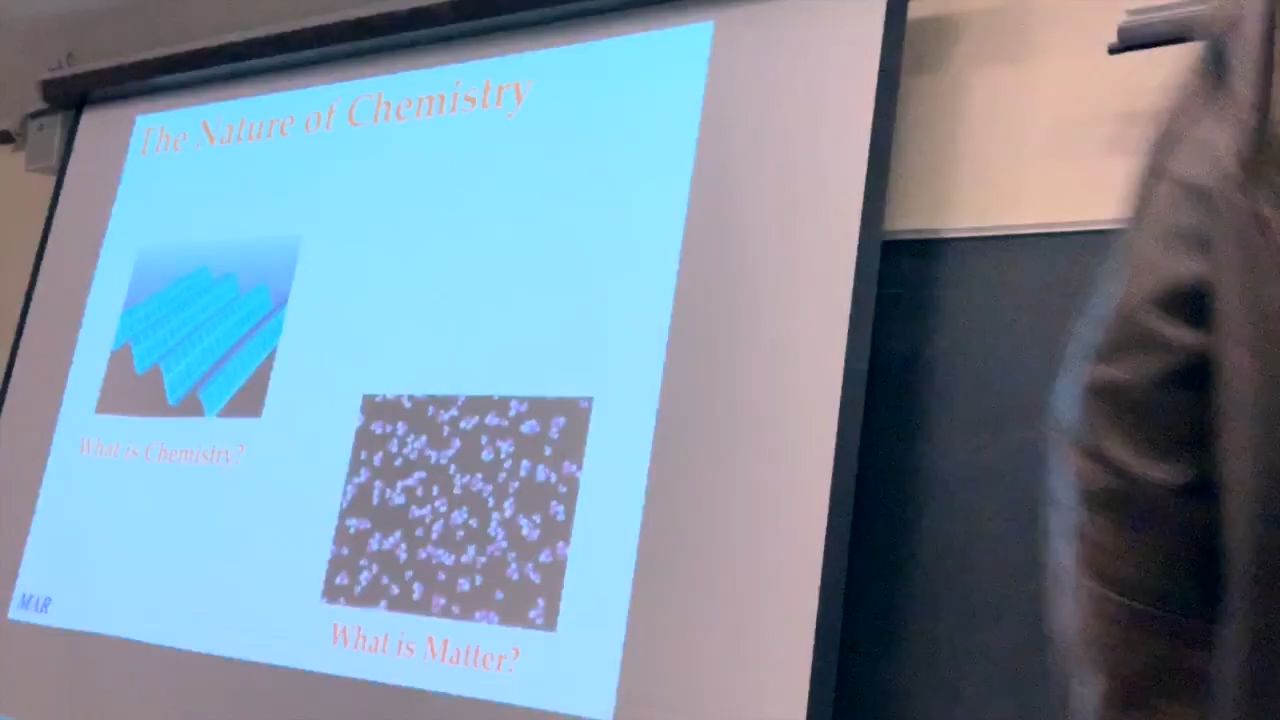 The Nature of Chemistry
What is Chemistry?
What is Matter?
MAR